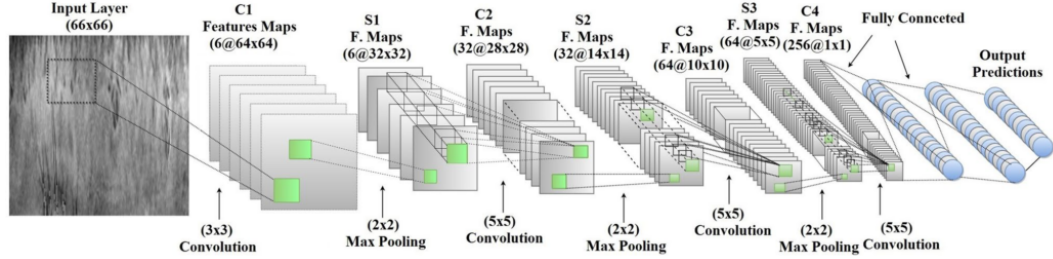 Input Layer
(66x66)
C1
Features Maps
(6@64x64)
S1
F. Maps
(6@32x32)
C2
F. Maps
(32@28x28)
S2
F. Maps
(32@14x14)
C3
F. Maps
(64@10x10)
S3
F. Maps
(64@5x5)
C4
F. Maps
(256@1x1)
Fully Connceted
Output
Predictions
(3x3)
Convolution
(2x2)
Max Pooling
(5x5)
Convolution
(2x2)
Max Pooling
(5x5)
Convolution
(2x2)
Max Pooling
(5x5)
Convolution